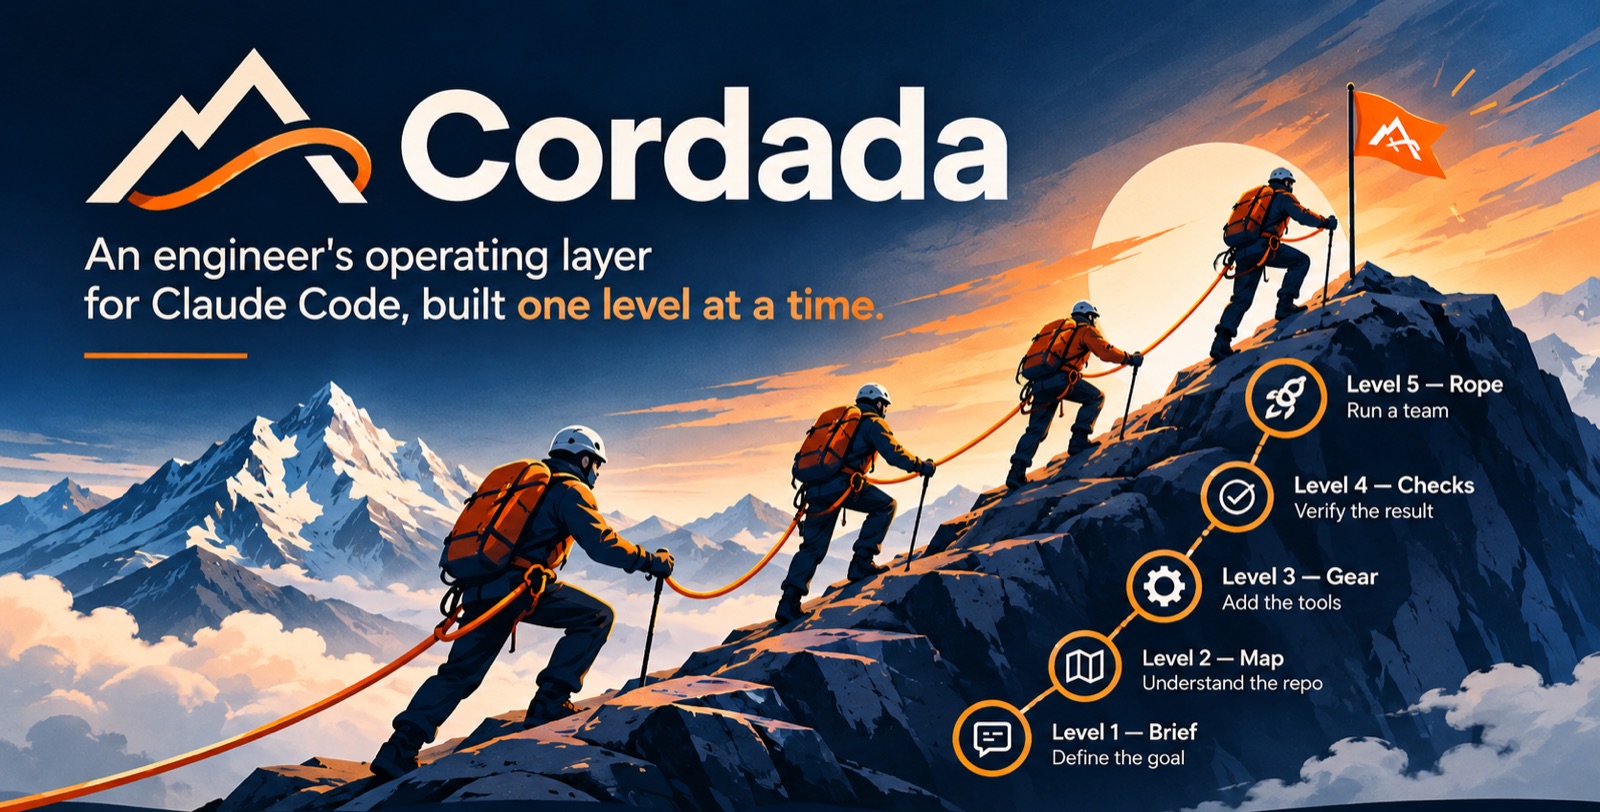 Cordada
An engineer's operating layer
for Claude Code, built one level at a time.
Level 5 — Rope
Run a team
Level 4 — Checks
Verify the result
Level 3 — Gear
Add the tools
Level 2 — Map
Understand the repo
Level 1 — Brief
Define the goal